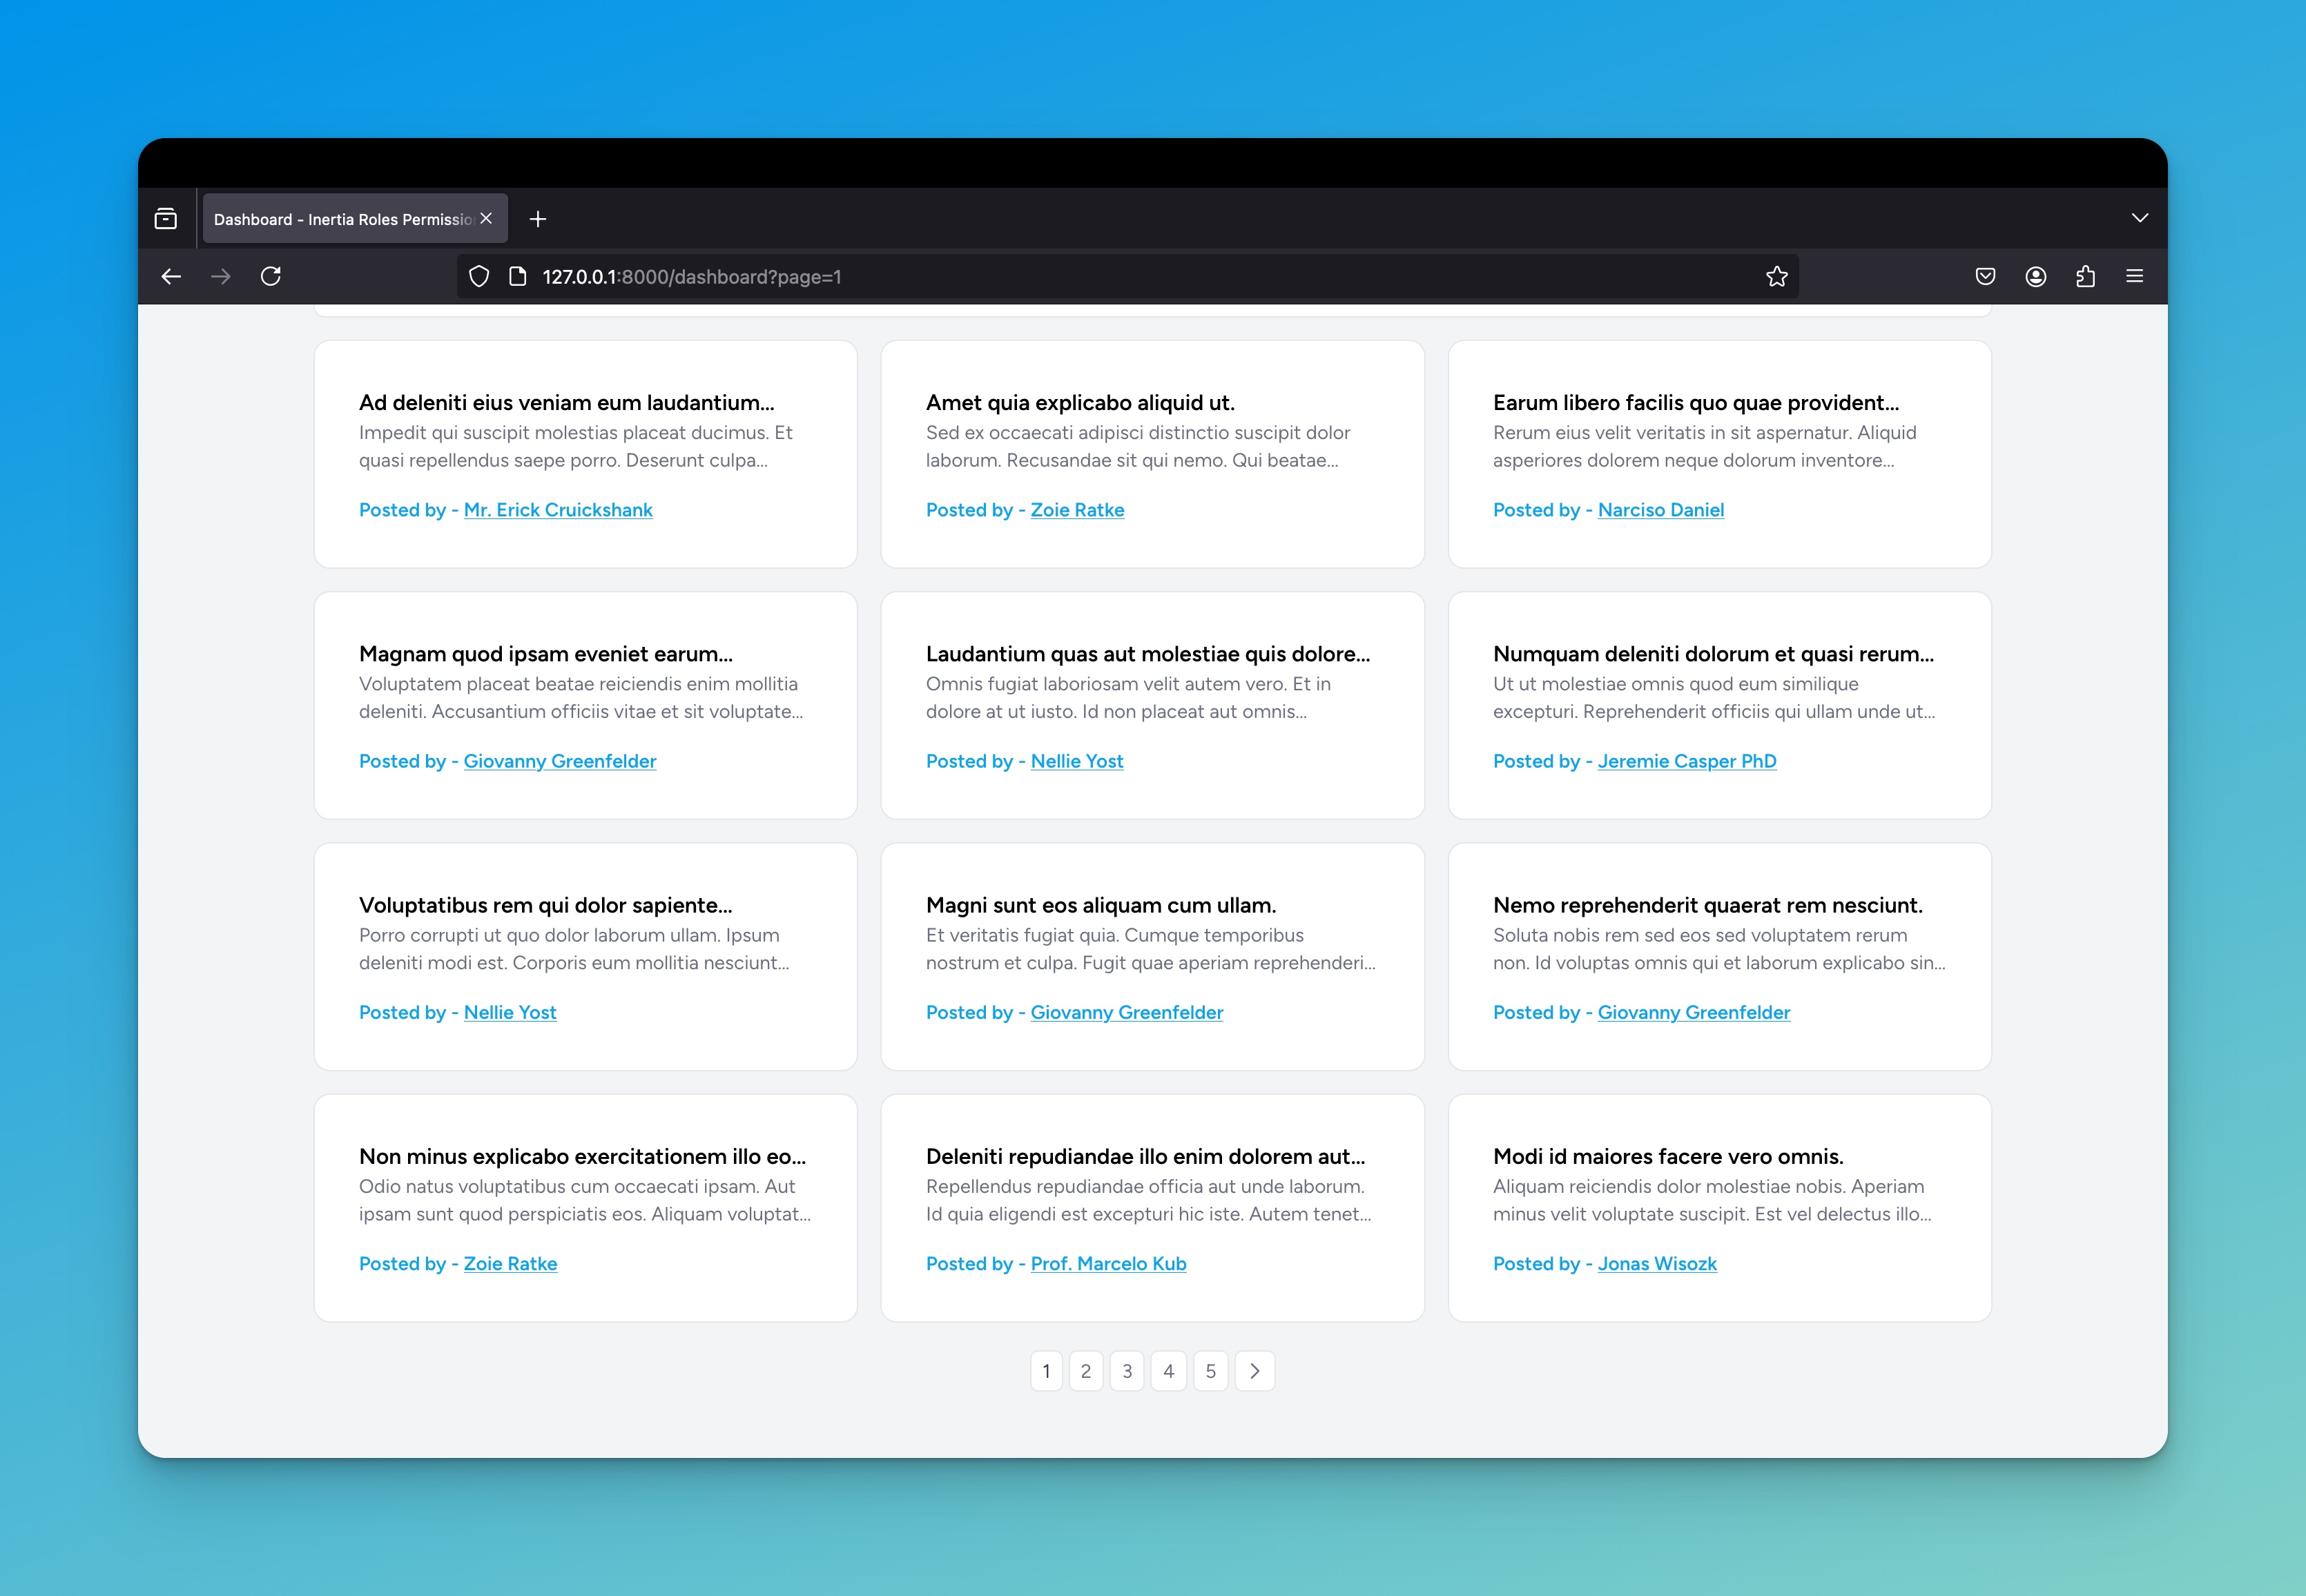 Dashboard - Inertia Roles Permissio
127.0.0.1:8000/dashboard?page=1
Ad deleniti eius veniam eum laudantium...
Impedit qui suscipit molestias placeat ducimus. Et
quasi repellendus saepe porro. Deserunt culpa...
Posted by - Mr. Erick Cruickshank
Amet quia explicabo aliquid ut.
Sed ex occaecati adipisci distinctio suscipit dolor
laborum. Recusandae sit qui nemo. Qui beatae...
Posted by - Zoie Ratke
Earum libero facilis quo quae provident...
Rerum eius velit veritatis in sit aspernatur. Aliquid
asperiores dolorem neque dolorum inventore...
Posted by - Narciso Daniel
Magnam quod ipsam eveniet earum...
Voluptatem placeat beatae reiciendis enim mollitia
deleniti. Accusantium officiis vitae et sit voluptate...
Posted by - Giovanny Greenfelder
Laudantium quas aut molestiae quis dolore...
Omnis fugiat laboriosam velit autem vero. Et in
dolore at ut iusto. Id non placeat aut omnis...
Posted by - Nellie Yost
Numquam deleniti dolorum et quasi rerum...
Ut ut molestiae omnis quod eum similique
excepturi. Reprehenderit officiis qui ullam unde ut...
Posted by - Jeremie Casper PhD
Voluptatibus rem qui dolor sapiente...
Porro corrupti ut quo dolor laborum ullam. Ipsum
deleniti modi est. Corporis eum mollitia nesciunt...
Posted by - Nellie Yost
Magni sunt eos aliquam cum ullam.
Et veritatis fugiat quia. Cumque temporibus
nostrum et culpa. Fugit quae aperiam reprehenderi...
Posted by - Giovanny Greenfelder
Nemo reprehenderit quaerat rem nesciunt.
Soluta nobis rem sed eos sed voluptatem rerum
non. Id voluptas omnis qui et laborum explicabo sin...
Posted by - Giovanny Greenfelder
Non minus explicabo exercitationem illo eo...
Odio natus voluptatibus cum occaecati ipsam. Aut
ipsam sunt quod perspiciatis eos. Aliquam voluptat...
Posted by - Zoie Ratke
Deleniti repudiandae illo enim dolorem aut...
Repellendus repudiandae officia aut unde laborum.
Id quia eligendi est excepturi hic iste. Autem tenet...
Posted by - Prof. Marcelo Kub
Modi id maiores facere vero omnis.
Aliquam reiciendis dolor molestiae nobis. Aperiam
minus velit voluptate suscipit. Est vel delectus illo...
Posted by - Jonas Wisozk
1 2 3 4 5